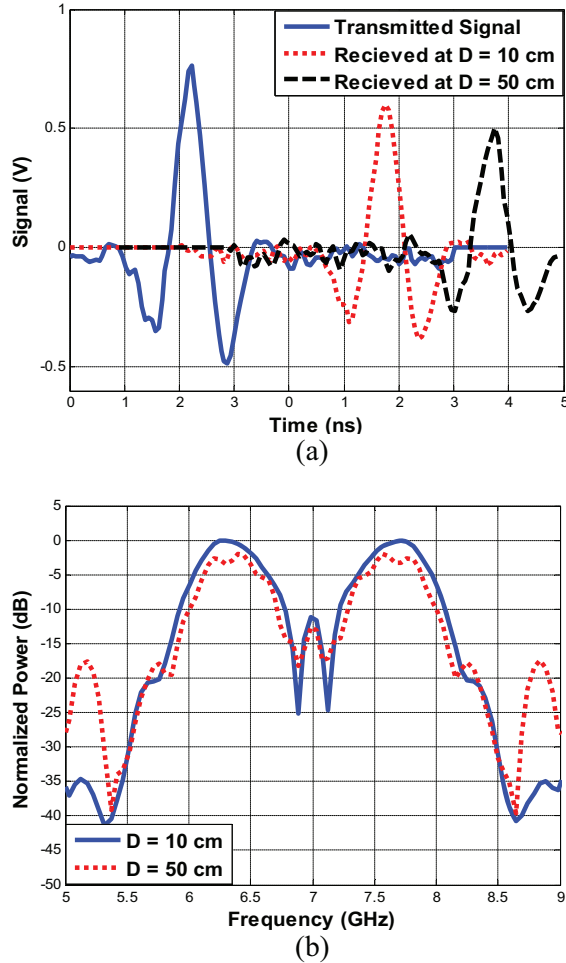 1
0.5
0
-0.5
Signal (V)
Transmitted Signal
Recieved at D = 10 cm
Recieved at D = 50 cm
0 1 2 3 0 1 2 3 4 5
Time (ns)
(a)
5
0
-5
-10
-15
-20
-25
-30
-35
-40
-45
-50
Normalized Power (dB)
D = 10 cm
D = 50 cm
5 5.5 6 6.5 7 7.5 8 8.5 9
Frequency (GHz)
(b)